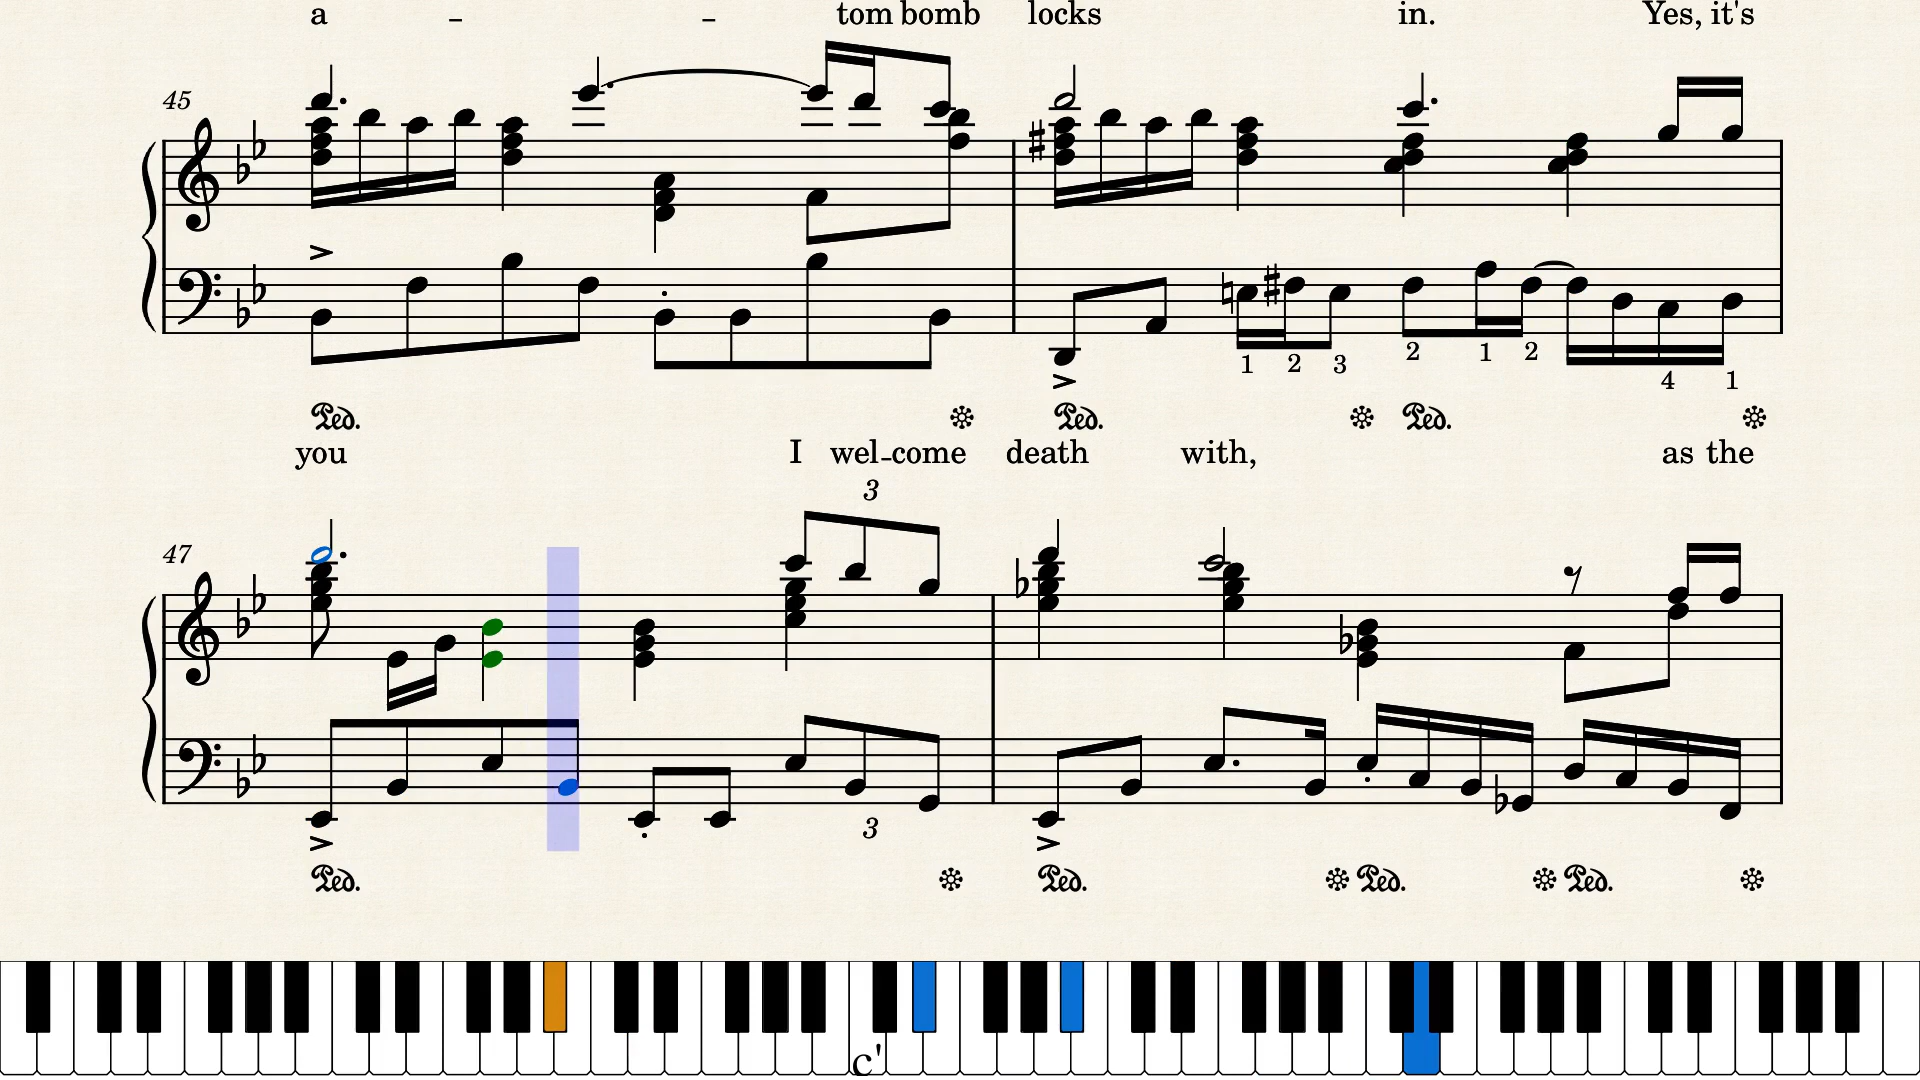 a - - tom bomb locks in. Yes, it's
45
1 2 3 2 1 2 4 1
Ped. Ped. Ped.
you I wel-come death with, as the
3
47
3
Ped. Ped. Ped. Ped.
c'